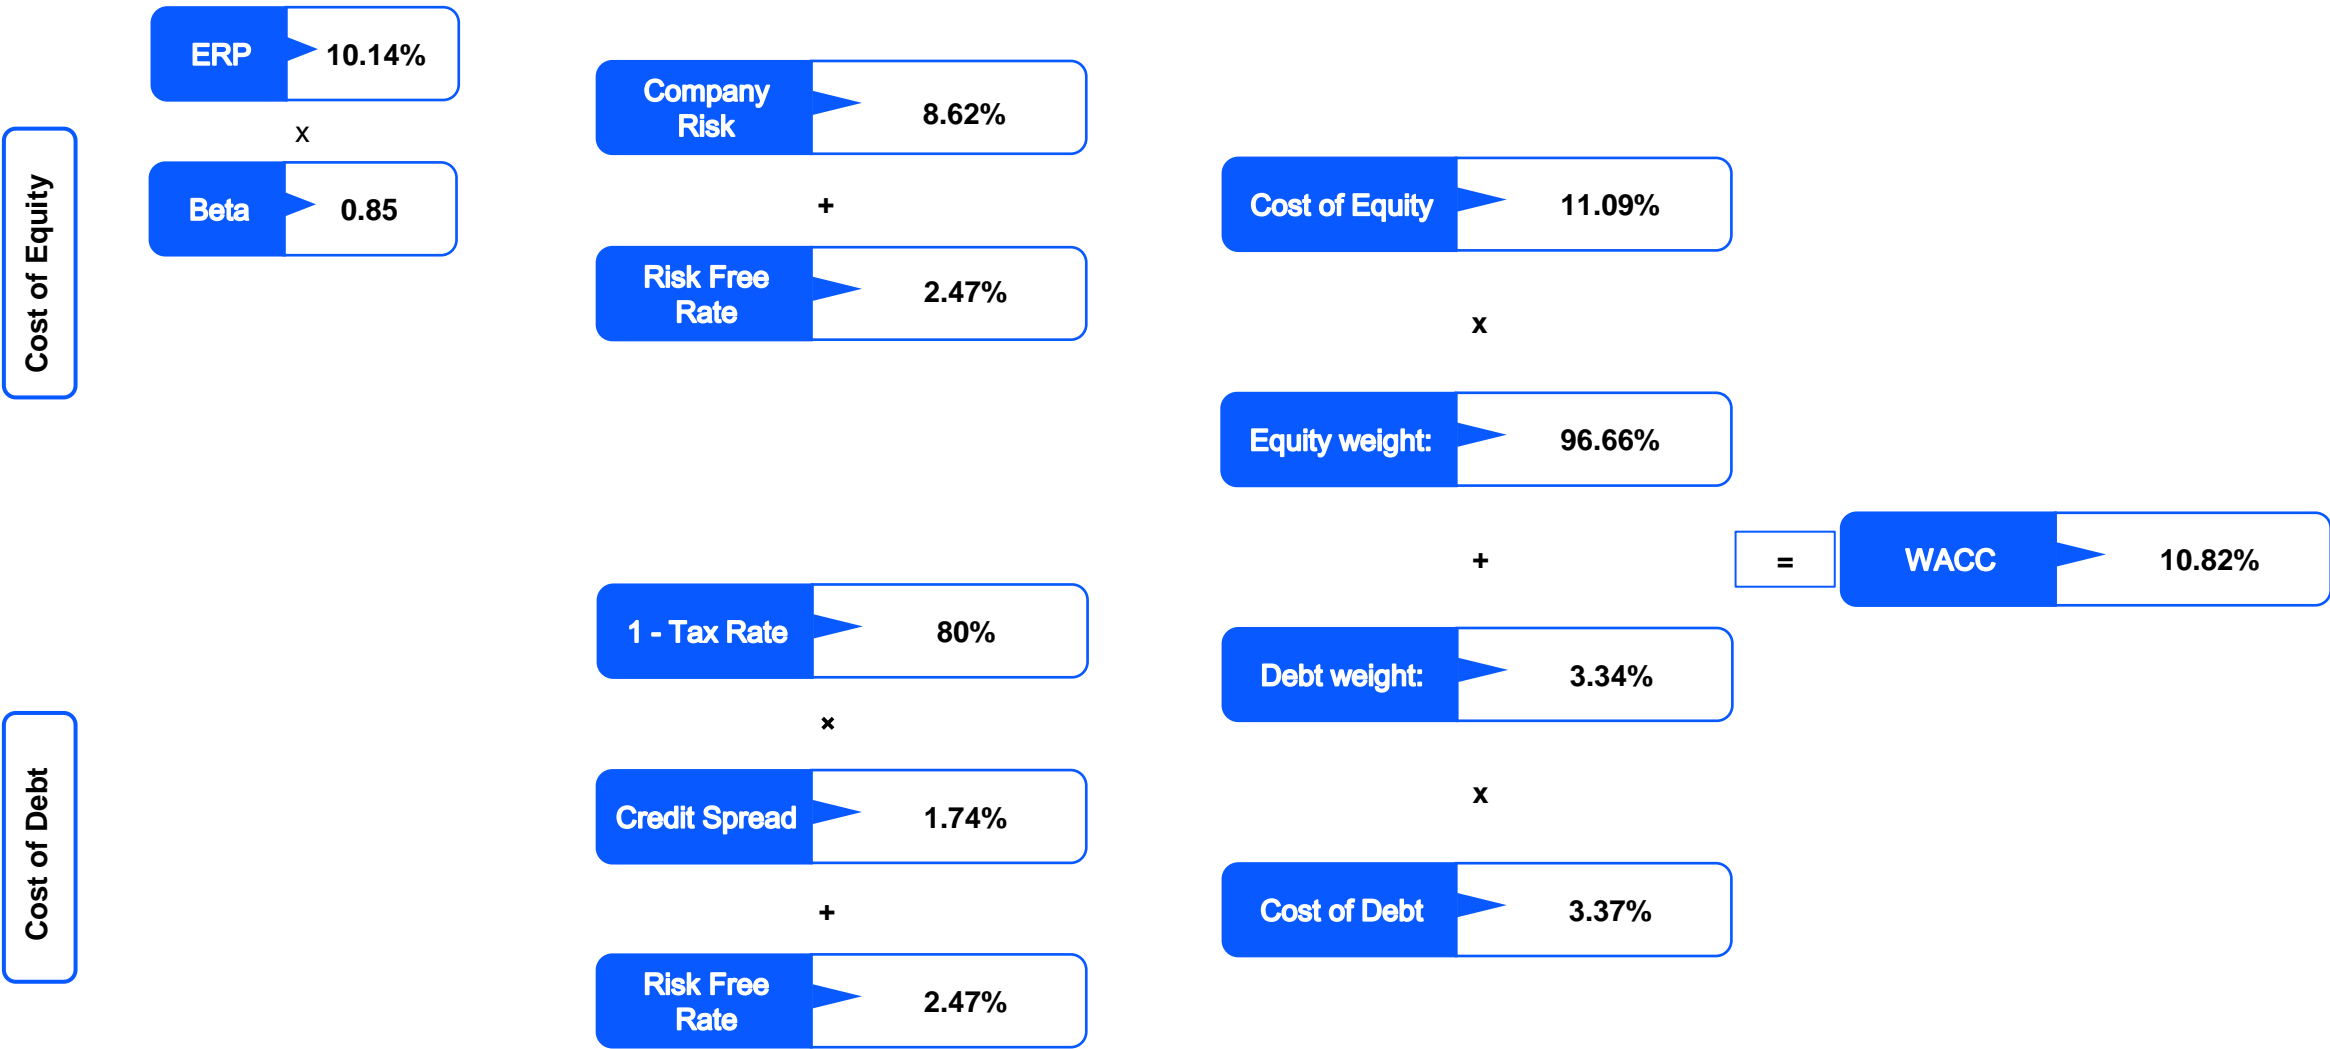 Cost of Equity
ERP
10.14%
x
Beta
0.85
Company
Risk
8.62%
+
Risk Free
Rate
2.47%
Cost of Equity
11.09%
x
Equity weight:
96.66%
+
Debt weight:
3.34%
x
Cost of Debt
3.37%
=
WACC
10.82%
Cost of Debt
1 - Tax Rate
80%
×
Credit Spread
1.74%
+
Risk Free
Rate
2.47%